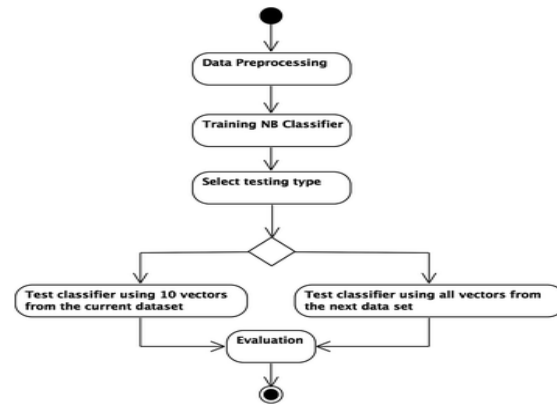 Data Preprocessing
Training NB Classifier
Select testing type
Test classifier using 10 vectors
from the current dataset
Test classifier using all vectors from
the next data set
Evaluation